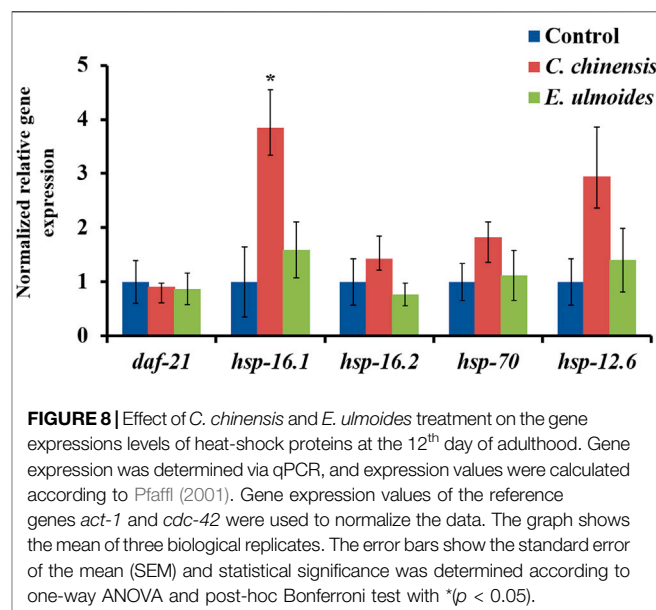 Control
C. chinensis
E. ulmoides
Normalized relative gene
expression
5
4
3
2
1
0
*
daf-21 hsp-16.1 hsp-16.2 hsp-70 hsp-12.6
FIGURE 8 | Effect of C. chinensis and E. ulmoides treatment on the gene
expressions levels of heat-shock proteins at the 12th day of adulthood. Gene
expression was determined via qPCR, and expression values were calculated
according to Pfaffl (2001). Gene expression values of the reference
genes act-1 and cdc-42 were used to normalize the data. The graph shows
the mean of three biological replicates. The error bars show the standard error
of the mean (SEM) and statistical significance was determined according to
one-way ANOVA and post-hoc Bonferroni test with *(p < 0.05).